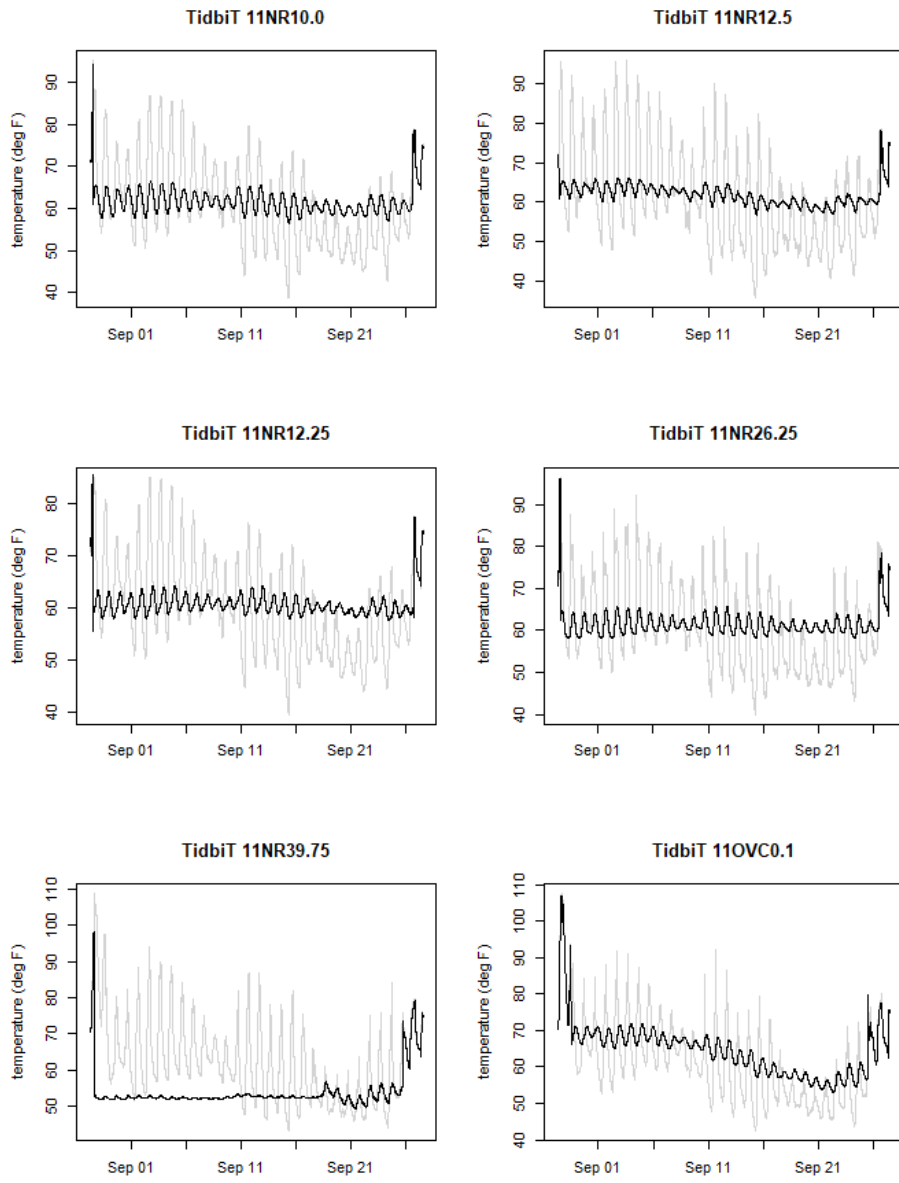 TidbiT 11NR10.0
TidbiT 11NR12.5
temperature (deg F)
90
80
70
60
50
40
Sep 01
Sep 11
Sep 21
temperature (deg F)
90
80
70
60
50
40
Sep 01
Sep 11
Sep 21
TidbiT 11NR12.25
TidbiT 11NR26.25
temperature (deg F)
80
70
60
50
40
Sep 01
Sep 11
Sep 21
temperature (deg F)
90
80
70
60
50
40
Sep 01
Sep 11
Sep 21
TidbiT 11NR39.75
TidbiT 11OVC0.1
temperature (deg F)
110
100
90
80
70
60
50
Sep 01
Sep 11
Sep 21
temperature (deg F)
110
100
90
80
70
60
50
40
Sep 01
Sep 11
Sep 21